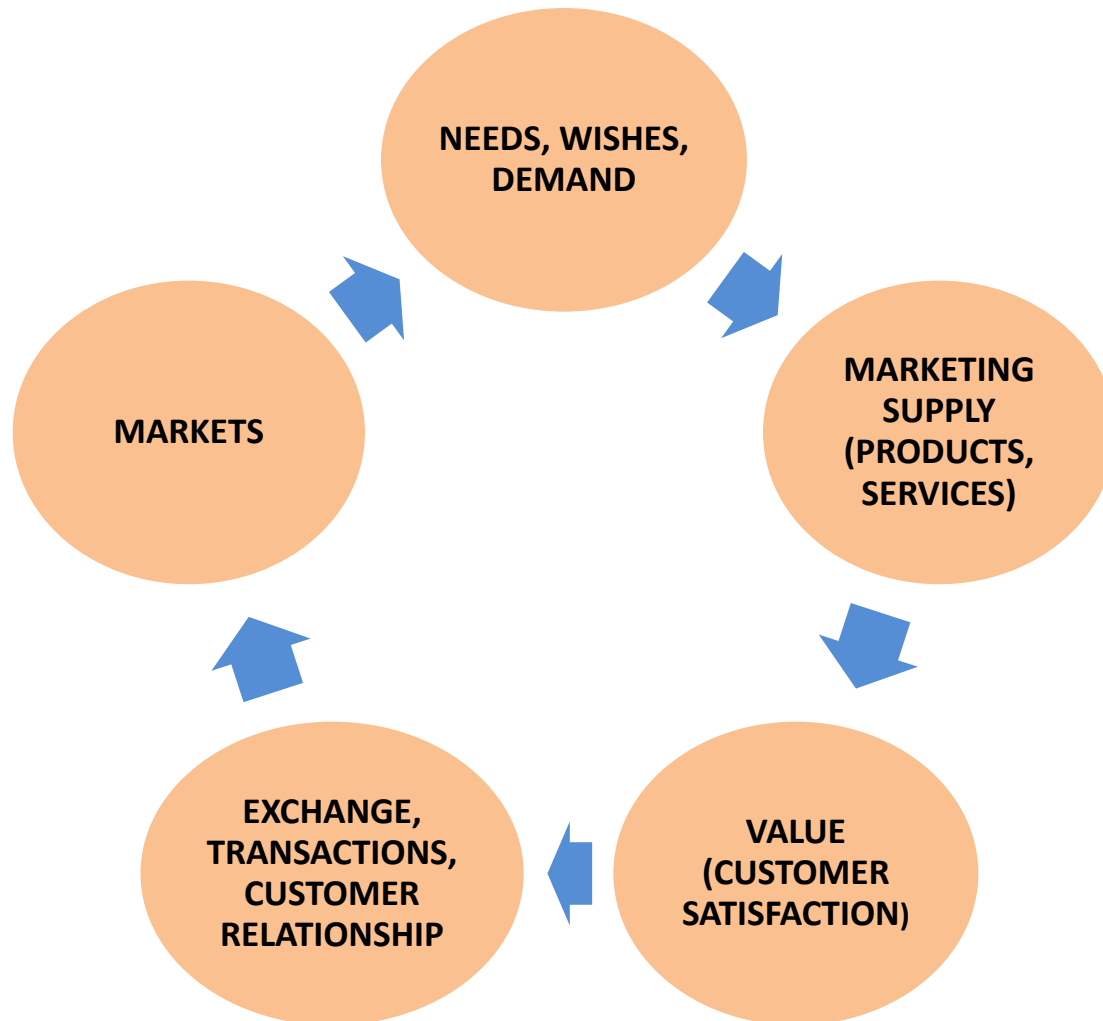 NEEDS, WISHES,
DEMAND
MARKETING
SUPPLY
(PRODUCTS,
SERVICES)
VALUE
(CUSTOMER
SATISFACTION)
EXCHANGE,
TRANSACTIONS,
CUSTOMER
RELATIONSHIP
MARKETS